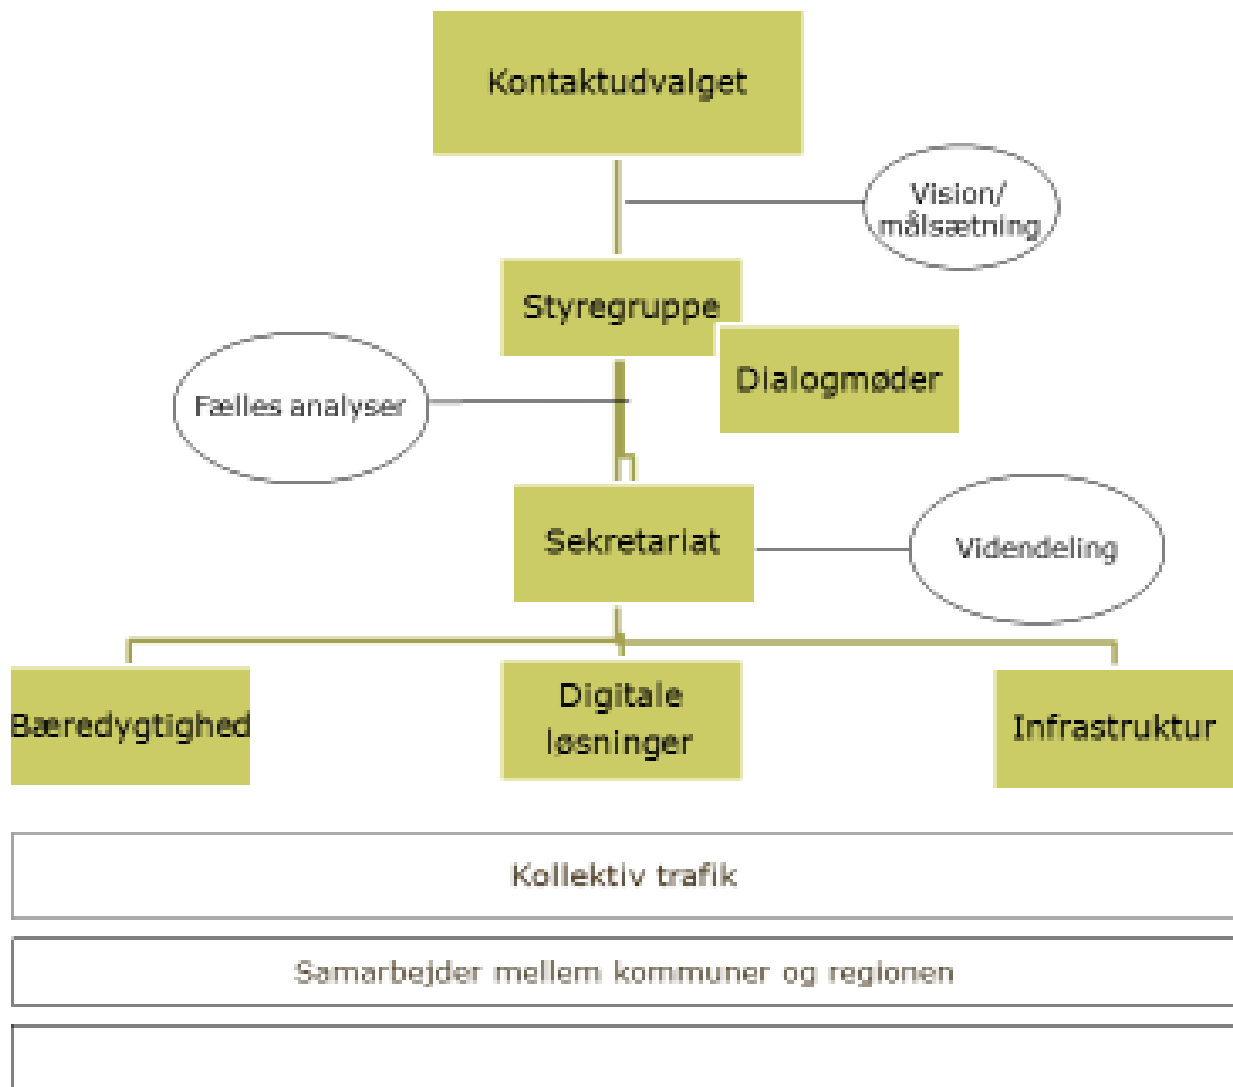 Kontaktudvalget
Vision/
målsætning
Styregruppe
Dialogmøder
Fælles analyser
Sekretariat
Videndeling
Bæredygtighed
Digitale
løsninger
Infrastruktur
Kollektiv trafik
Samarbejder mellem kommuner og regionen